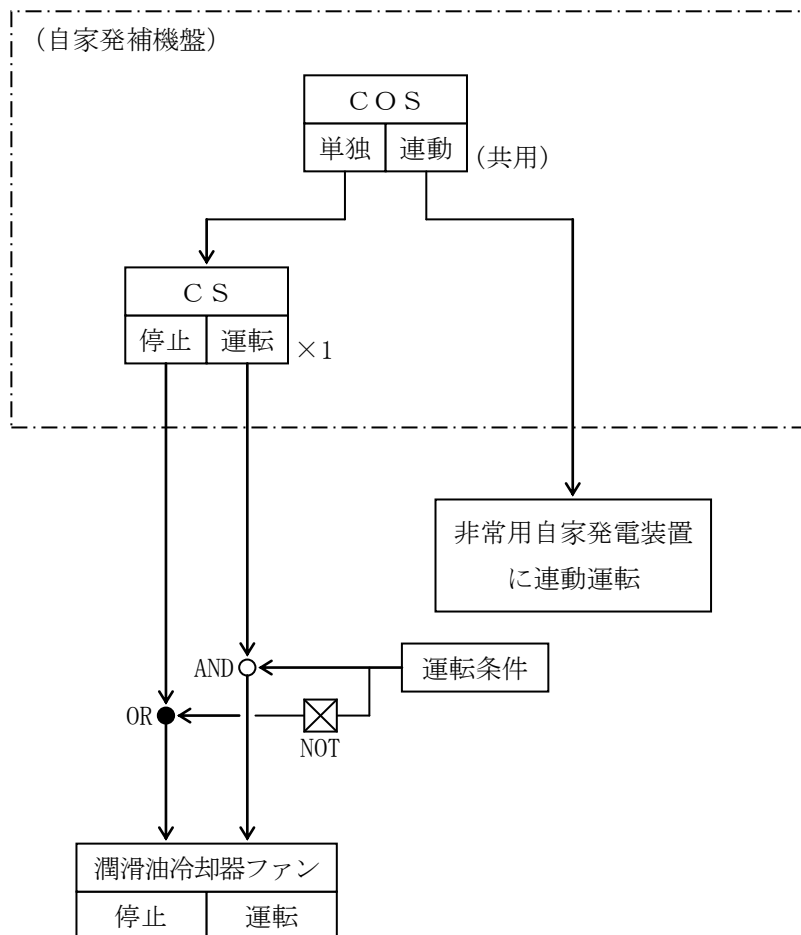 (自家発補機盤)
COS
単独 連動 (共用)
CS
停止 運転 ×1
非常用自家発電装置
に連動運転
AND 運転条件
OR
NOT
潤滑油冷却器ファン
停止 運転